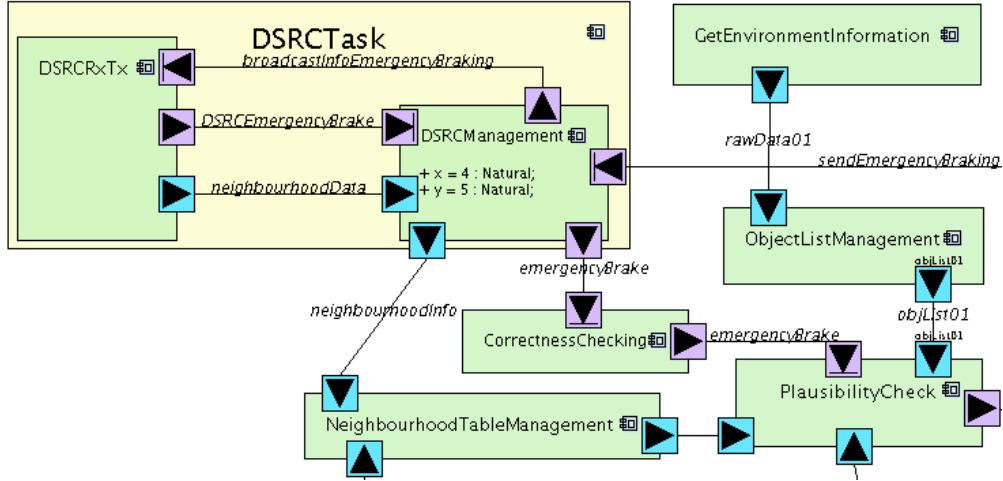 DSRCTask
GetEnvironmentInformation
DSRCRxTx
broadcastInfoEmergencyBraking
DSRCEmergencyBrake
DSRCManagement
rawData01
sendEmergencyBraking
+ x = 4 : Natural;
neighbourhoodData
+ y = 5 : Natural;
ObjectListManagement
objList01
emergencyBrake
neighbourhoodInfo
objList01
CorrectnessChecking
emergencyBrake
objList01
PlausibilityCheck
NeighbourhoodTableManagement